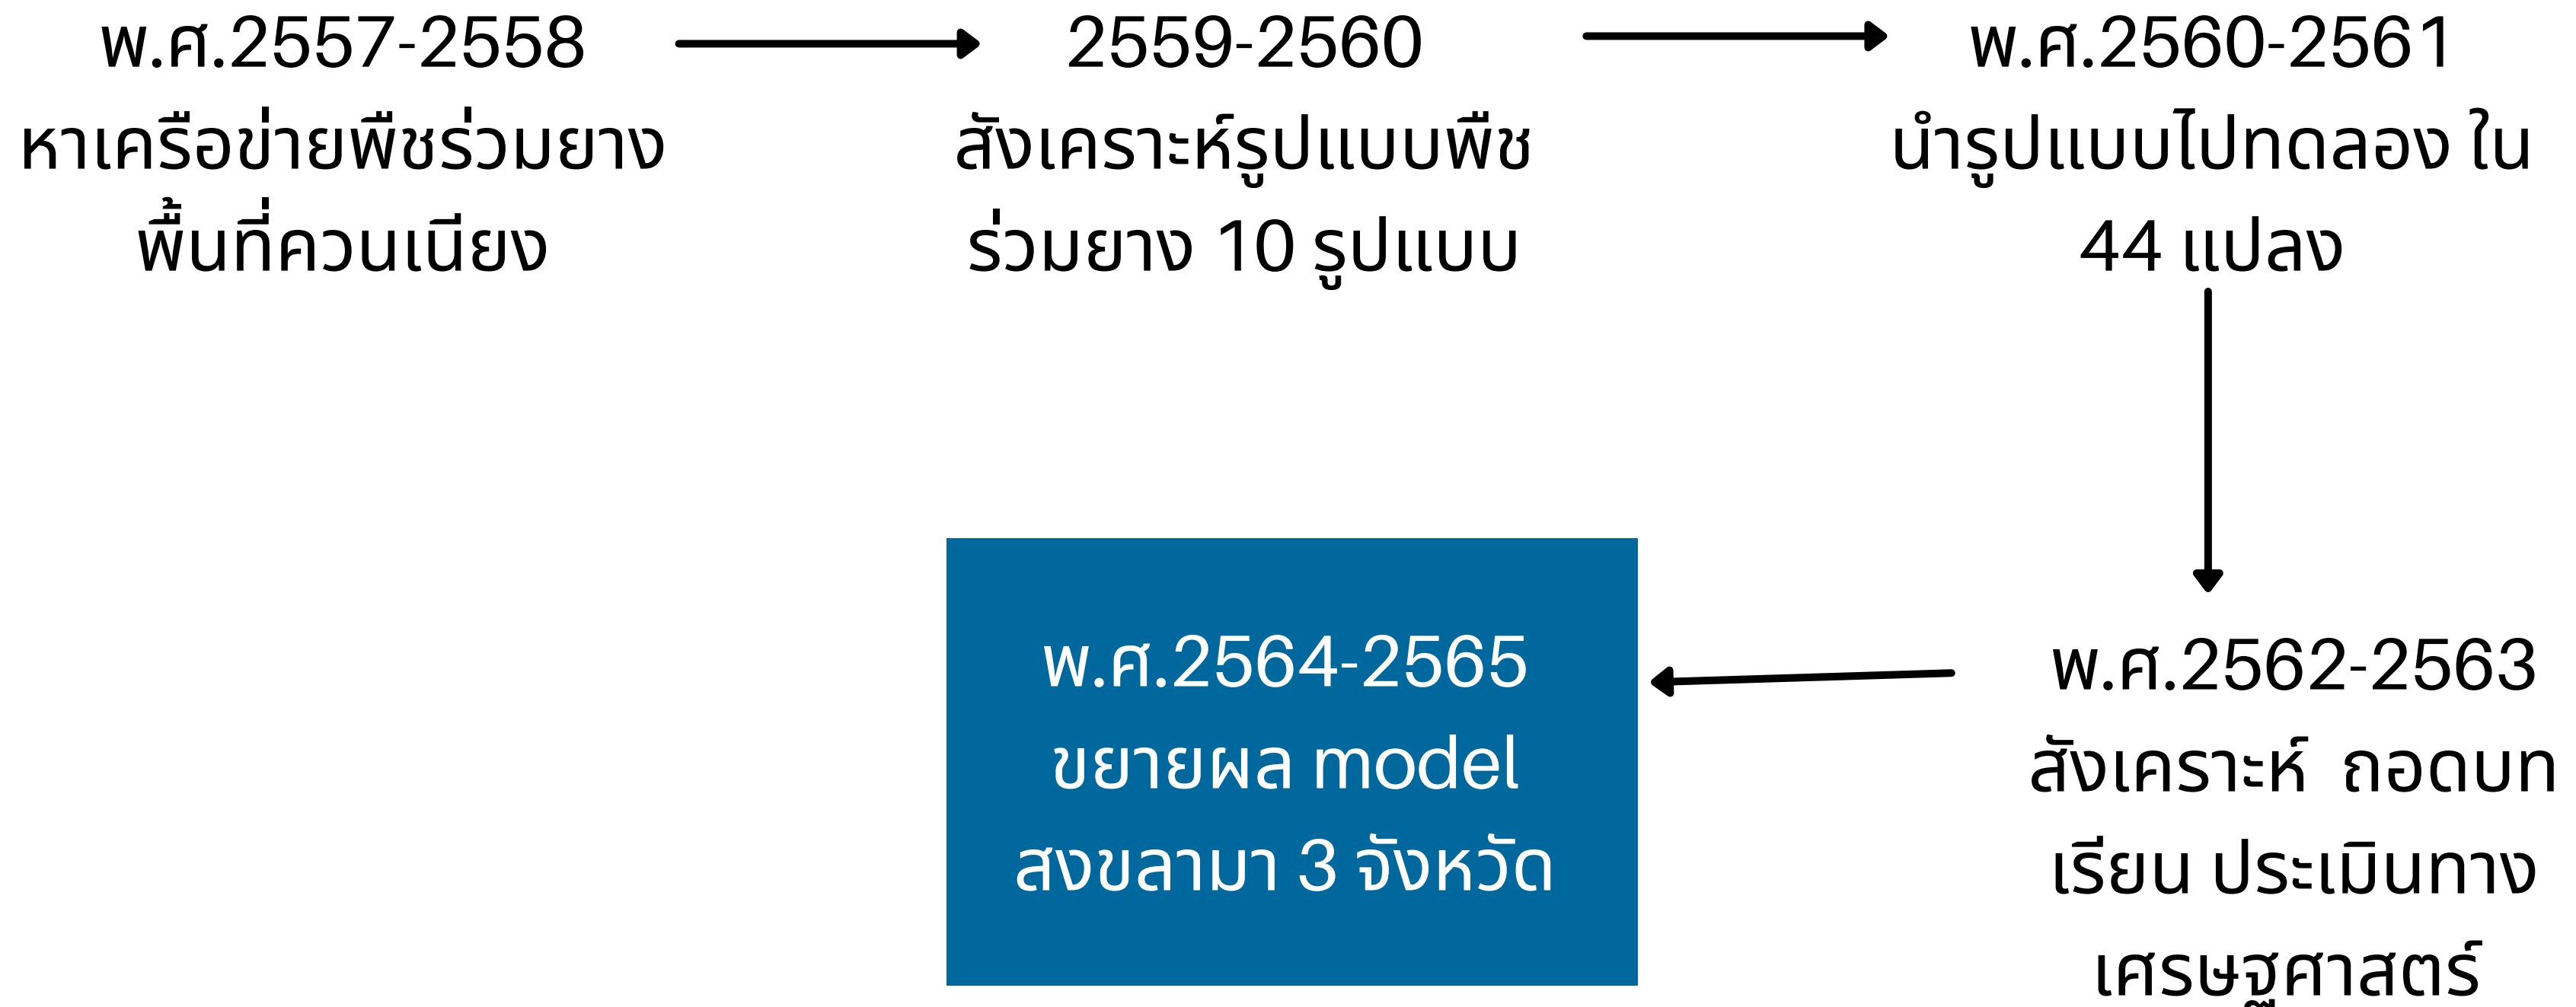 พ.ศ.2557-2558
หาเครือข่ายพืชร่วมยาง
พื้นที่ควนเนียง
2559-2560
สังเคราะห์รูปแบบพืช
ร่วมยาง 10 รูปแบบ
พ.ศ.2560-2561
นำรูปแบบไปทดลอง ใน
44 แปลง
พ.ศ.2562-2563
สังเคราะห์ ถอดบท
เรียน ประเมินทาง
เศรษฐศาสตร์
พ.ศ.2564-2565
ขยายผล model
สงขลามา 3 จังหวัด